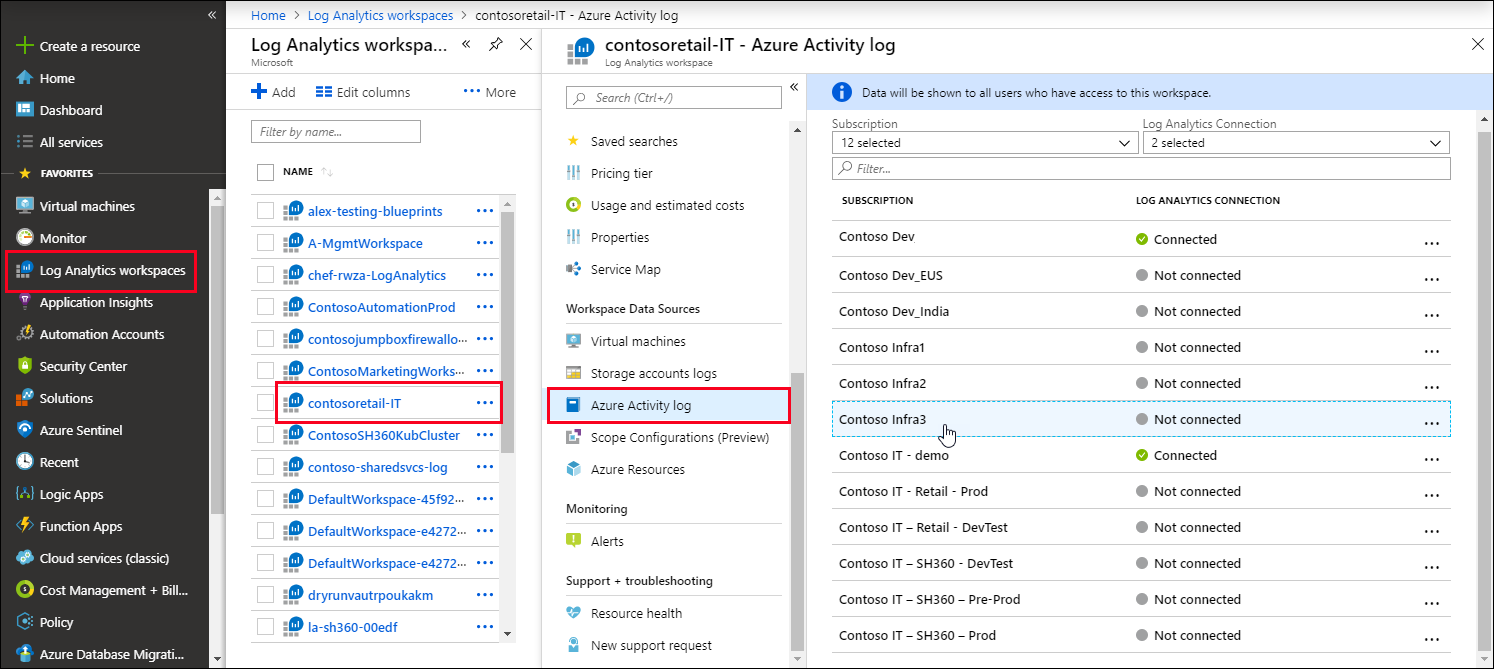 «
Create a resource
Home
Dashboard
All services
FAVORITES
Virtual machines
Monitor
Log Analytics workspaces
Application Insights
Automation Accounts
Security Center
Solutions
Azure Sentinel
Recent
Logic Apps
Function Apps
Cloud services (classic)
Cost Management + Bill...
Policy
Azure Database Migrati...
Home > Log Analytics workspaces > contosoretail-IT - Azure Activity log
Log Analytics workspa... «
Microsoft
Add Edit columns ··· More
Filter by name...
NAME
alex-testing-blueprints ···
A-MgmtWorkspace ···
chef-rwza-LogAnalytics ···
ContosoAutomationProd ···
contosojumpboxfirewallo... ···
ContosoMarketingWorks... ···
contosoretail-IT ···
ContosoSH360KubCluster ···
contoso-sharedsvcs-log ···
DefaultWorkspace-45f92... ···
DefaultWorkspace-e4272... ···
DefaultWorkspace-e4272... ···
dryrunvautrpoukakm ···
la-sh360-00edf ···
contosoretail-IT - Azure Activity log
Log Analytics workspace
Search (Ctrl+/) «
Saved searches
Pricing tier
Usage and estimated costs
Properties
Service Map
Workspace Data Sources
Virtual machines
Storage accounts logs
Azure Activity log
Scope Configurations (Preview)
Azure Resources
Monitoring
Alerts
Support + troubleshooting
Resource health
New support request
Data will be shown to all users who have access to this workspace.
Subscription Log Analytics Connection
12 selected 2 selected
Filter...
SUBSCRIPTION LOG ANALYTICS CONNECTION
Contoso Dev Connected ...
Contoso Dev_EUS Not connected ...
Contoso Dev_India Not connected ...
Contoso Infra1 Not connected ...
Contoso Infra2 Not connected ...
Contoso Infra3 Not connected ...
Contoso IT - demo Connected ...
Contoso IT - Retail - Prod Not connected ...
Contoso IT – Retail - DevTest Not connected ...
Contoso IT – SH360 - DevTest Not connected ...
Contoso IT – SH360 – Pre-Prod Not connected ...
Contoso IT – SH360 – Prod Not connected ...